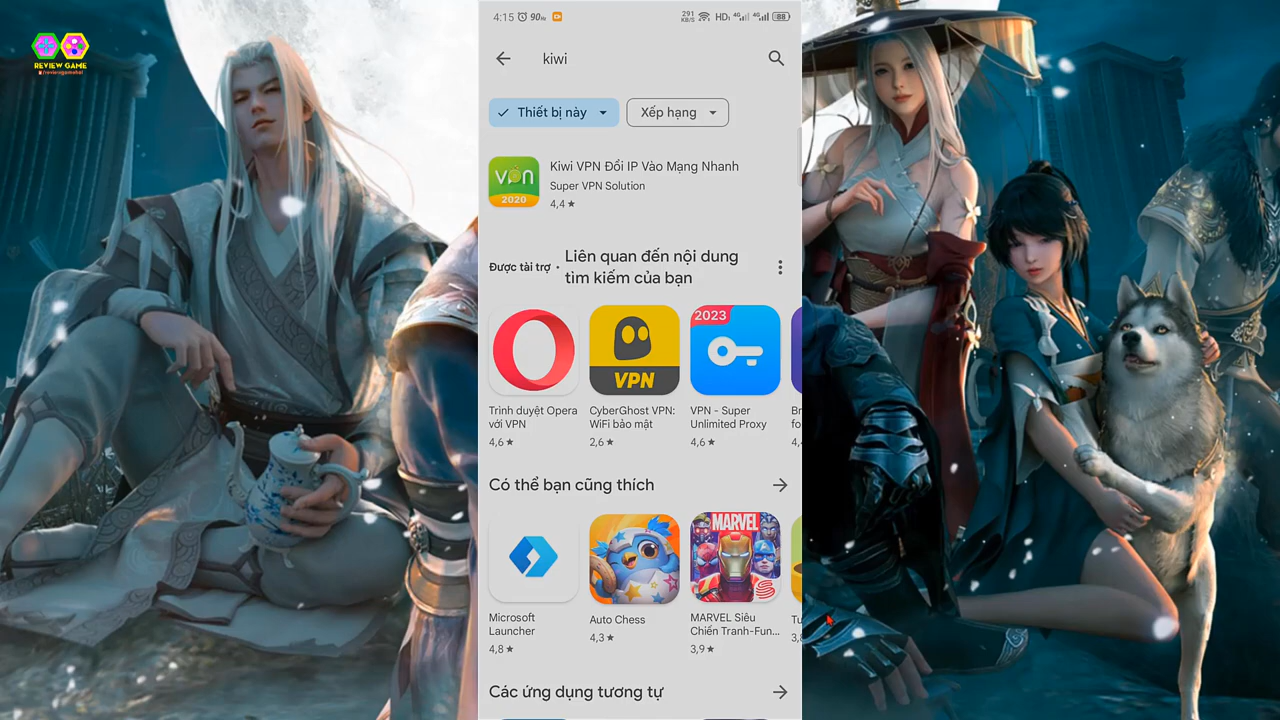 REVIEW GAME
4:15
90Hz
291
KB/S
HD
4G
4G
88
kiwi
Thiết bị này
Xếp hạng
VPN
2020
Kiwi VPN Đổi IP Vào Mạng Nhanh
Super VPN Solution
4,4 ★
Được tài trợ · Liên quan đến nội dung
tìm kiếm của bạn
VPN
2023
Trình duyệt Opera
với VPN
4,6 ★
CyberGhost VPN:
WiFi bảo mật
2,6 ★
VPN - Super
Unlimited Proxy
4,6 ★
Có thể bạn cũng thích
MARVEL
Microsoft
Launcher
4,8 ★
Auto Chess
4,3 ★
MARVEL Siêu
Chiến Tranh-Fun...
3,9 ★
Các ứng dụng tương tự